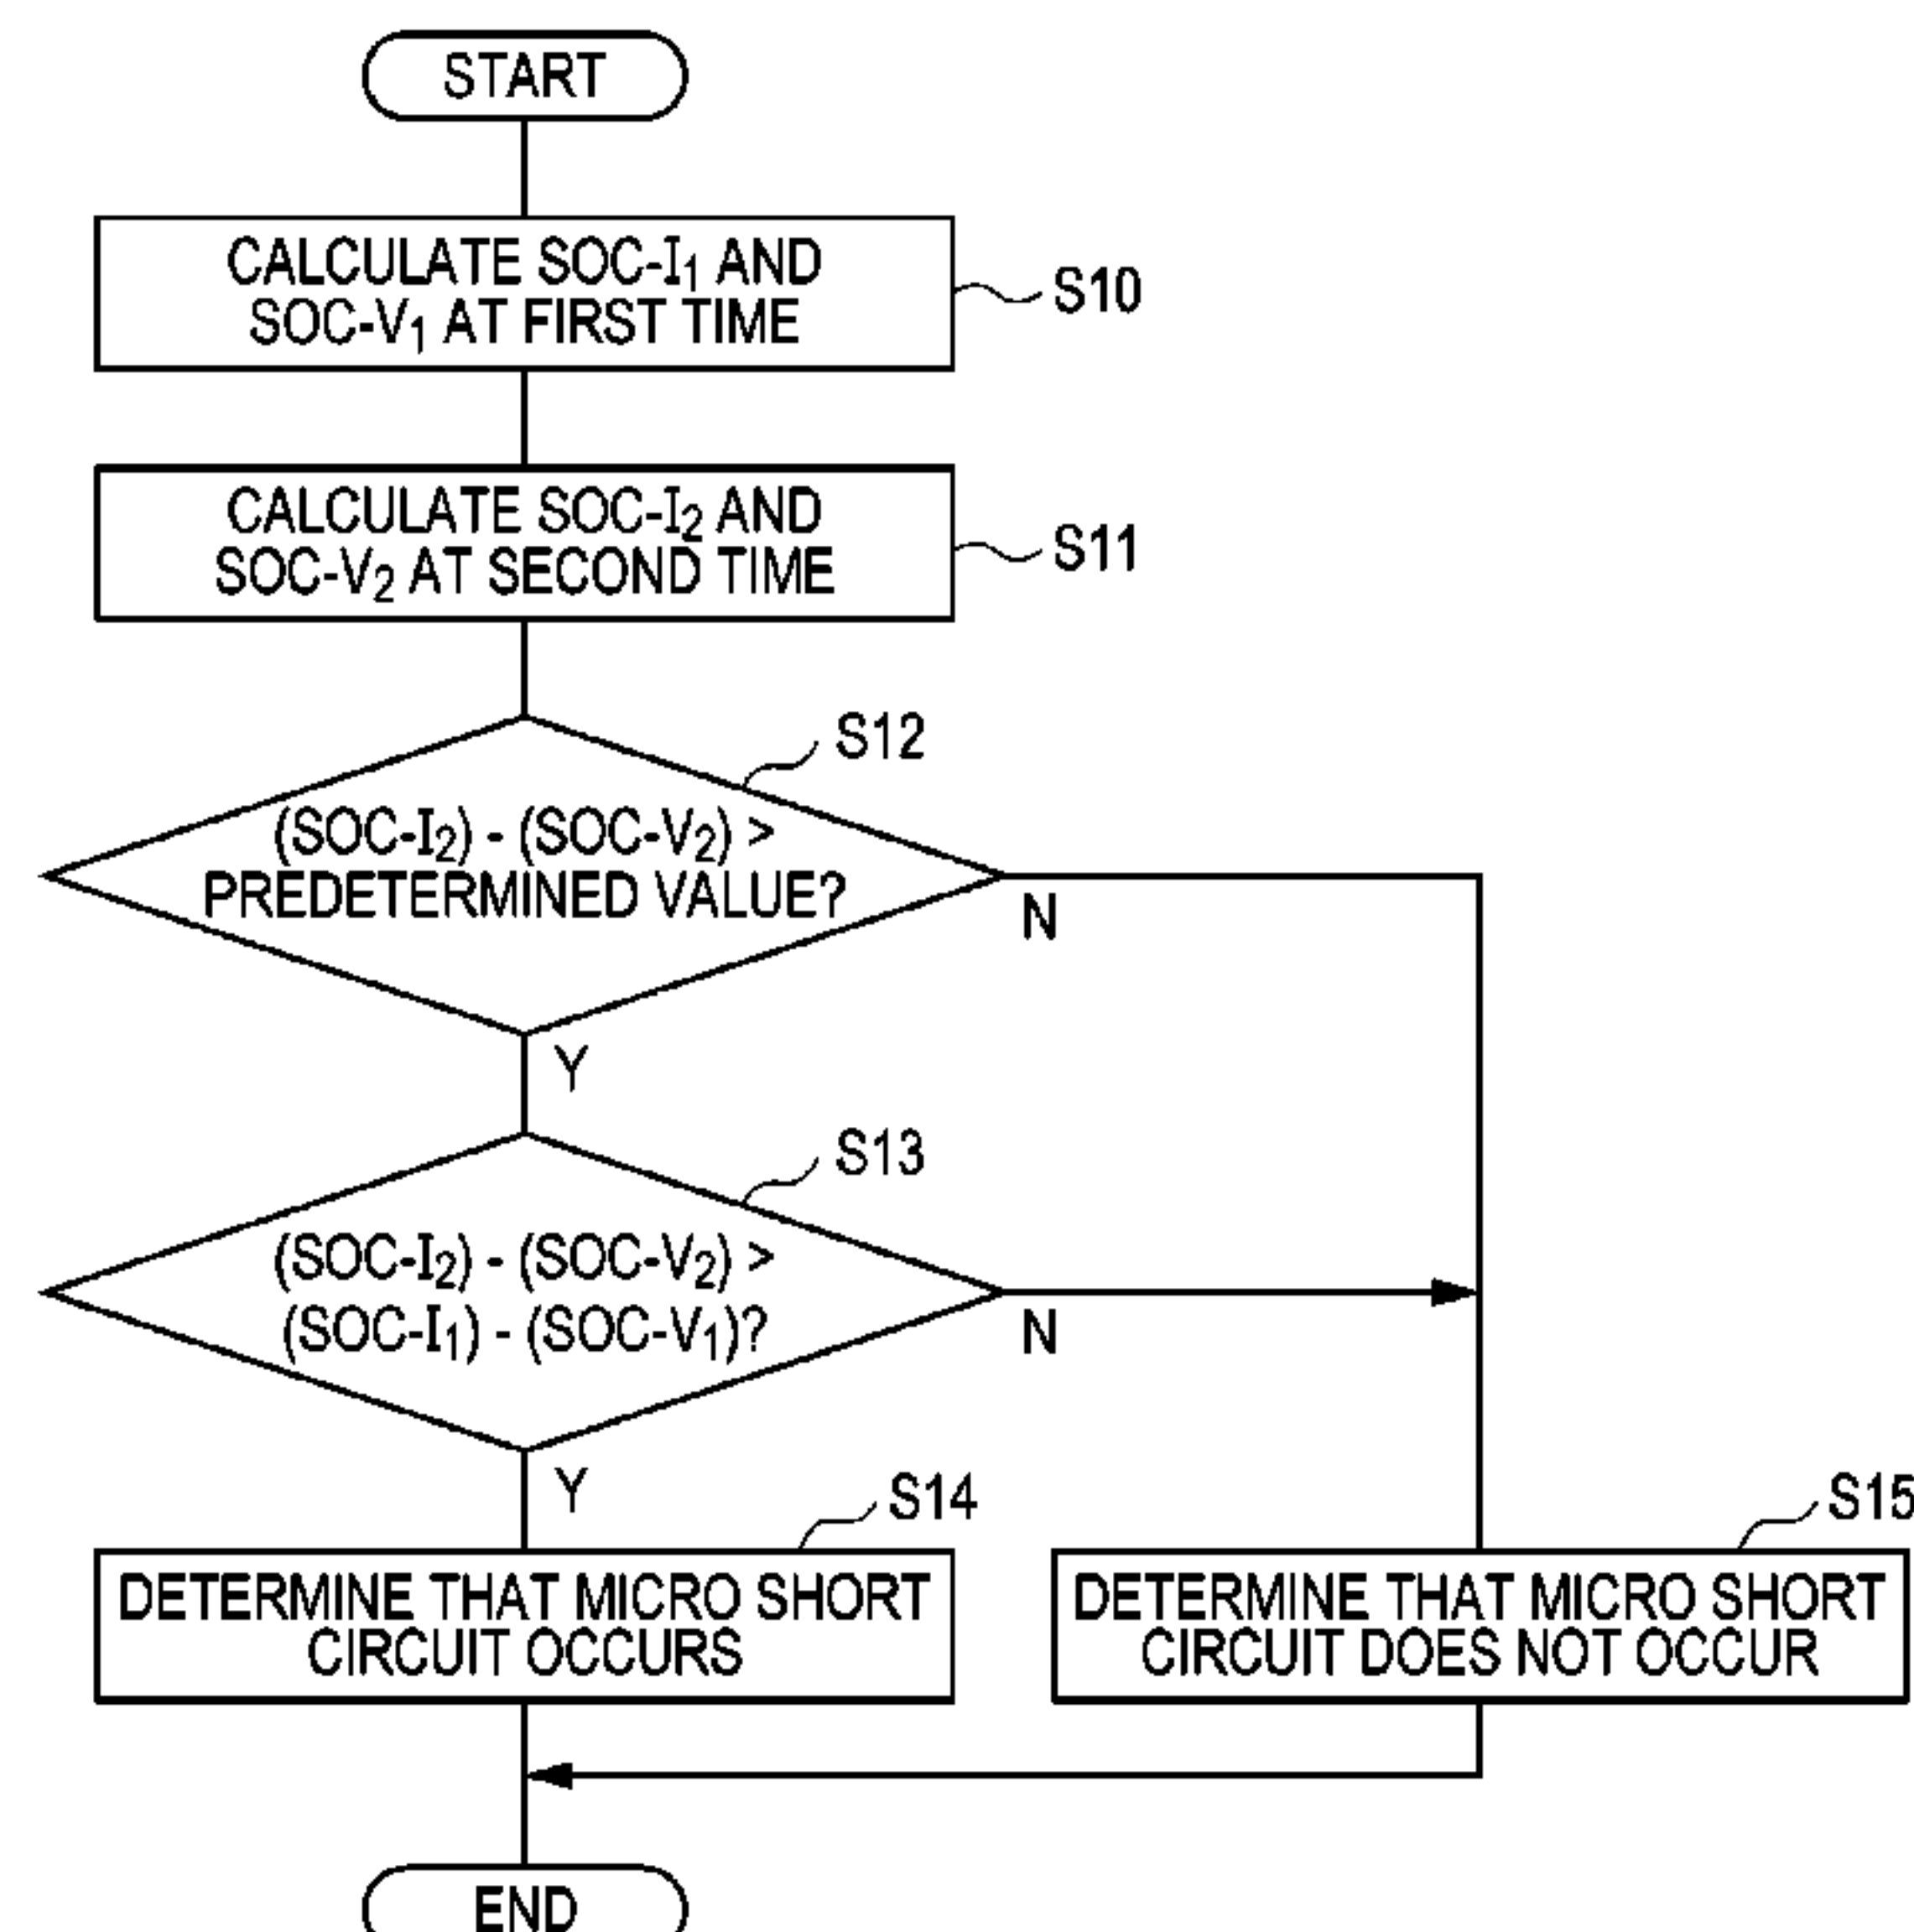 START
CALCULATE SOC-I₁ AND
SOC-V₁ AT FIRST TIME
S10
CALCULATE SOC-I₂ AND
SOC-V₂ AT SECOND TIME
S11
S12
(SOC-I₂) - (SOC-V₂) >
PREDETERMINED VALUE?
N
Y
S13
(SOC-I₂) - (SOC-V₂) >
(SOC-I₁) - (SOC-V₁)?
N
Y
S14
DETERMINE THAT MICRO SHORT
CIRCUIT OCCURS
S15
DETERMINE THAT MICRO SHORT
CIRCUIT DOES NOT OCCUR
END